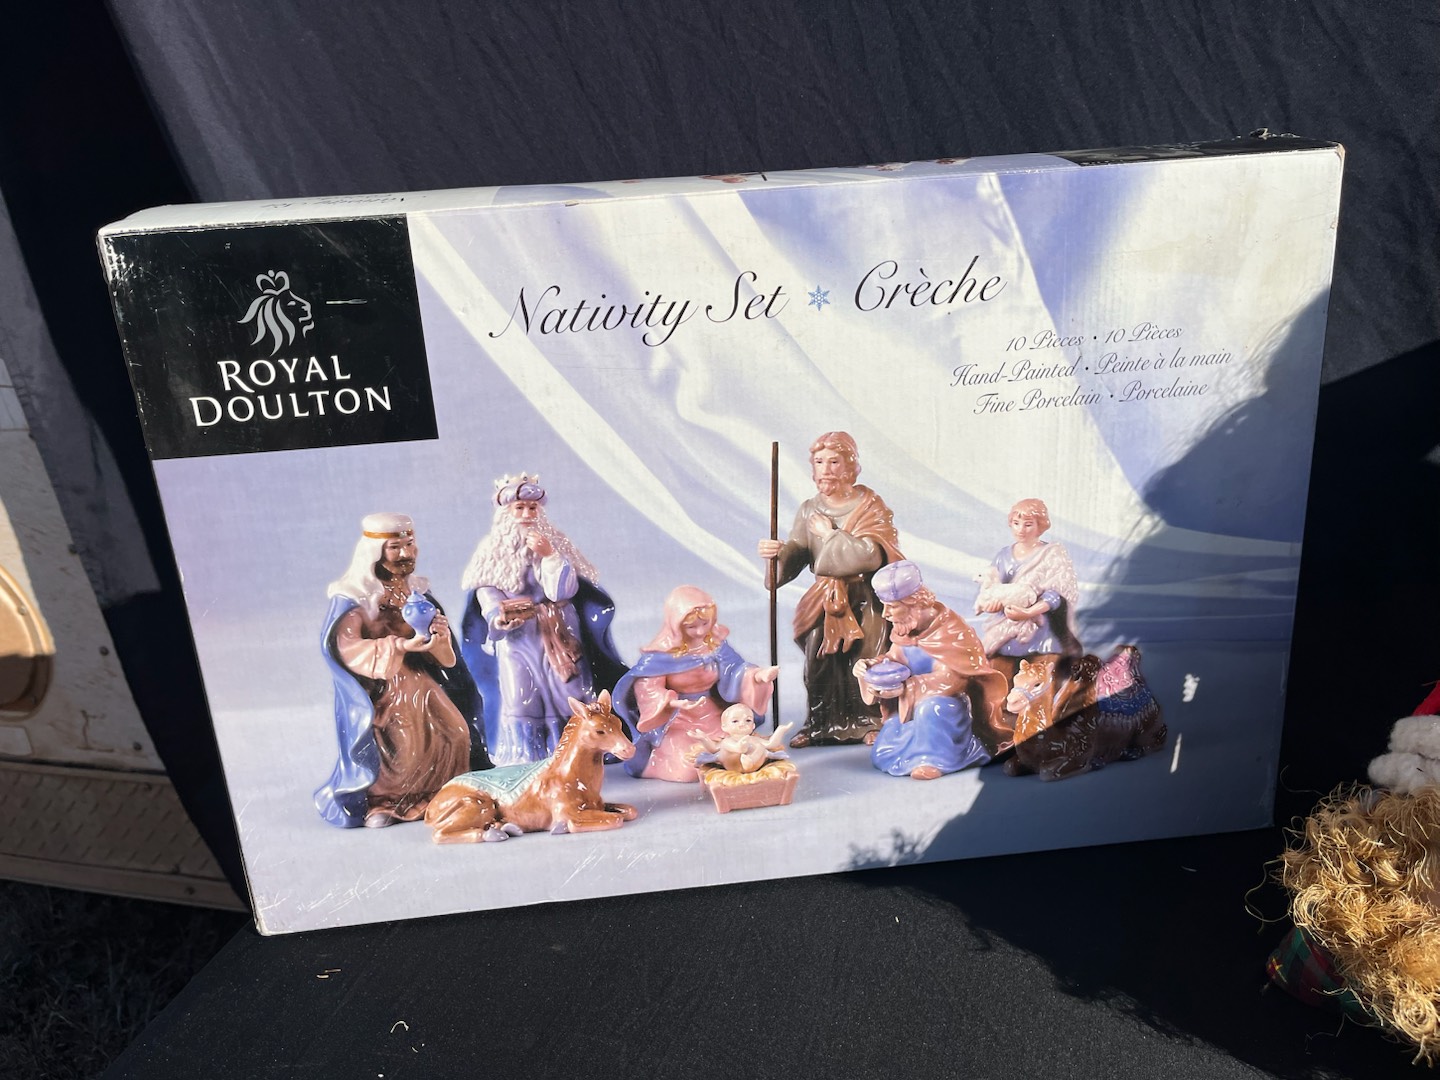 ROYAL
DOULTON
Nativity Set Crèche
10 Pieces · 10 Pièces
Hand-Painted · Peinte à la main
Fine Porcelain · Porcelaine